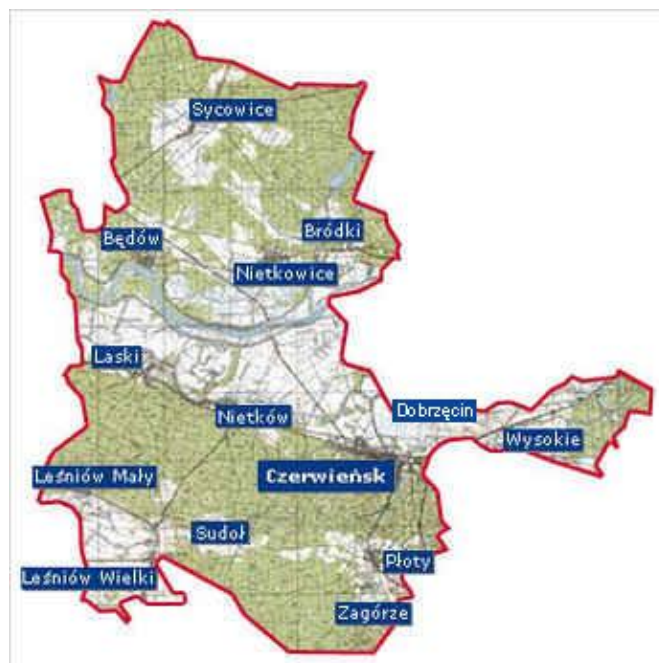 Sycowice
Bródki
Będów
Nietkowice
Laski
Nietków
Dobrzęcin
Wysokie
Czerwieńsk
Leśniów Mały
Sudoł
Płoty
Leśniów Wielki
Zagórze